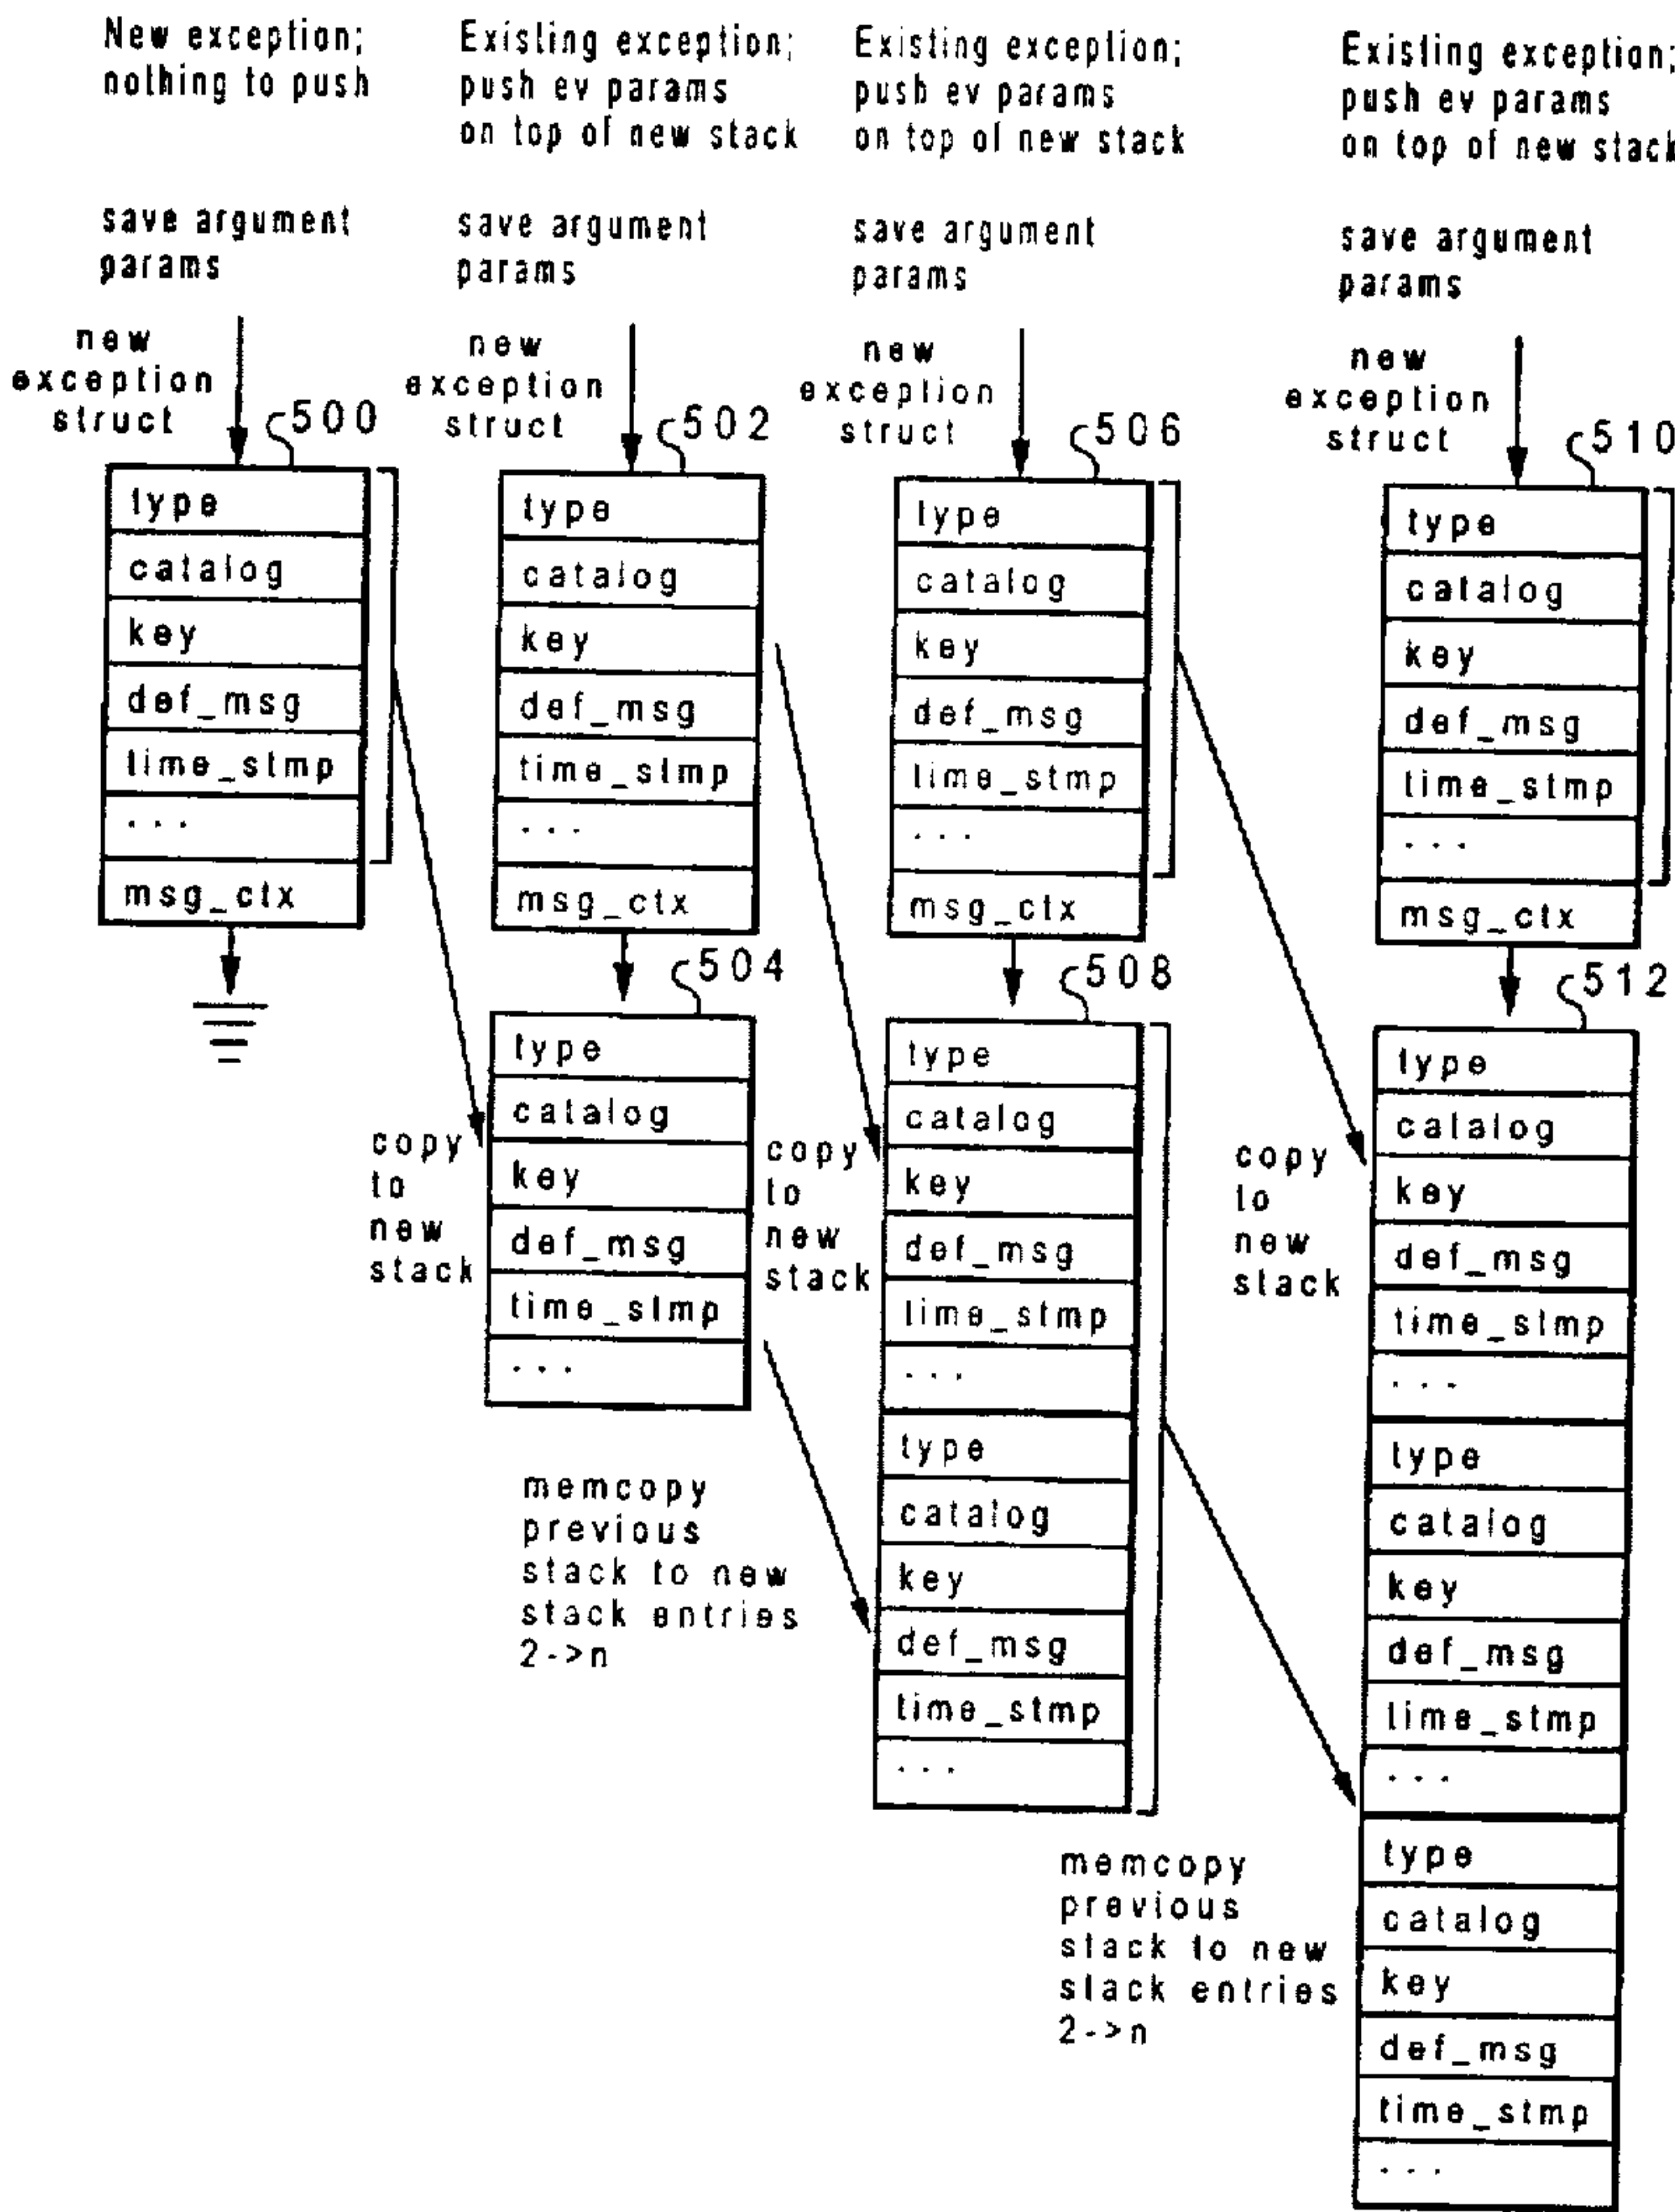 New exception;
nothing to push
save argument
params
new
exception
struct
500
type
catalog
key
def_msg
time_stmp
...
msg_ctx
Existing exception;
push ev params
on top of new stack
save argument
params
new
exception
struct
502
type
catalog
key
def_msg
time_stmp
...
msg_ctx
504
type
catalog
key
def_msg
time_stmp
...
copy
to
new
stack
memcopy
previous
stack to new
stack entries
2->n
Existing exception;
push ev params
on top of new stack
save argument
params
new
exception
struct
506
type
catalog
key
def_msg
time_stmp
...
msg_ctx
508
copy
to
new
stack
type
catalog
key
def_msg
time_stmp
...
type
catalog
key
def_msg
time_stmp
...
memcopy
previous
stack to new
stack entries
2->n
Existing exception;
push ev params
on top of new stack
save argument
params
new
exception
struct
510
type
catalog
key
def_msg
time_stmp
...
msg_ctx
512
copy
to
new
stack
type
catalog
key
def_msg
time_stmp
...
type
catalog
key
def_msg
time_stmp
...
type
catalog
key
def_msg
time_stmp
...